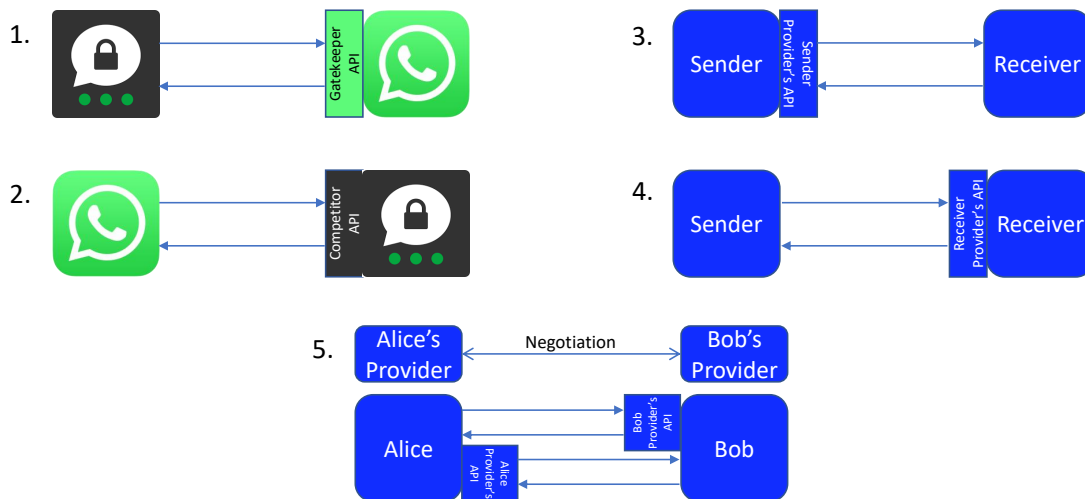 1.
Gatekeeper
API
2.
Competitor
API
3.
Sender
Sender
Provider's API
Receiver
4.
Sender
Receiver
Provider's API
Receiver
5.
Alice's
Provider
Negotiation
Bob's
Provider
Alice
Bob
Provider's
API
Alice
Provider's
API
Bob